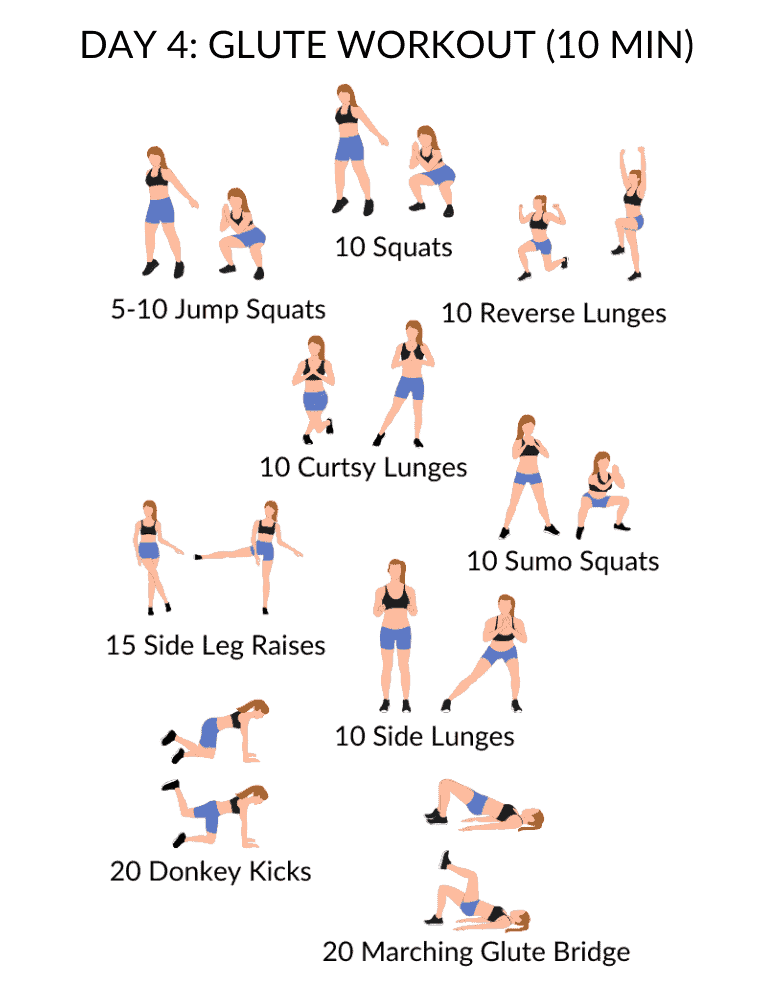 DAY 4: GLUTE WORKOUT (10 MIN)
10 Squats
5-10 Jump Squats
10 Reverse Lunges
10 Curtsy Lunges
10 Sumo Squats
15 Side Leg Raises
10 Side Lunges
20 Donkey Kicks
20 Marching Glute Bridge